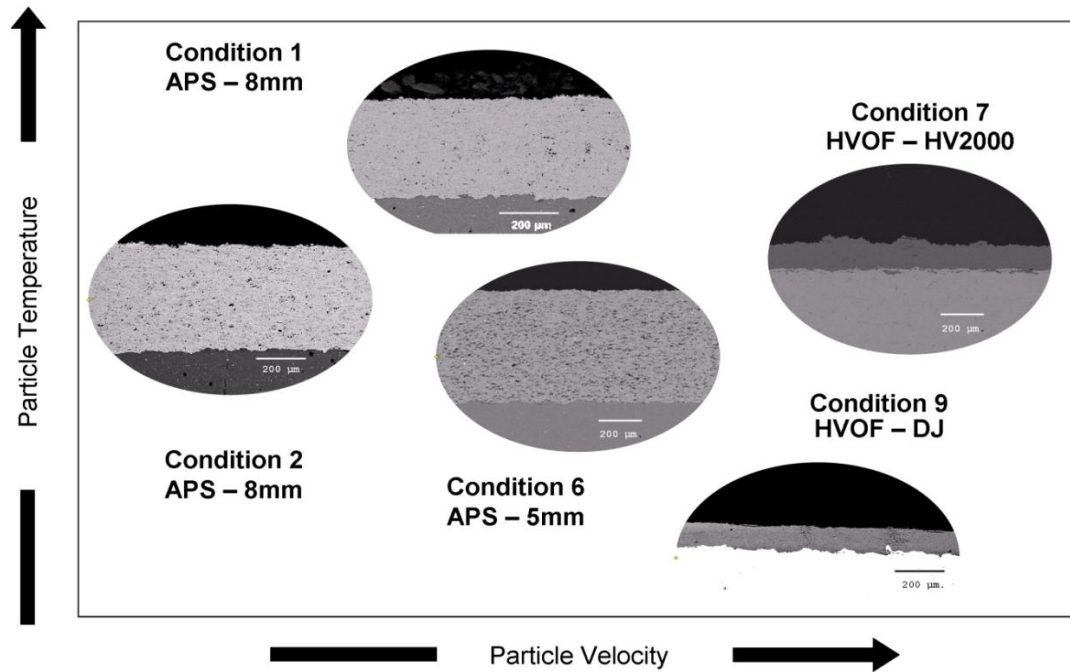 Condition 1
APS – 8mm
200 µm
Condition 7
HVOF – HV2000
200 µm.
200 µm.
200 µm.
Condition 9
HVOF – DJ
Condition 2
APS – 8mm
Condition 6
APS – 5mm
200 µm.
Particle Temperature
Particle Velocity